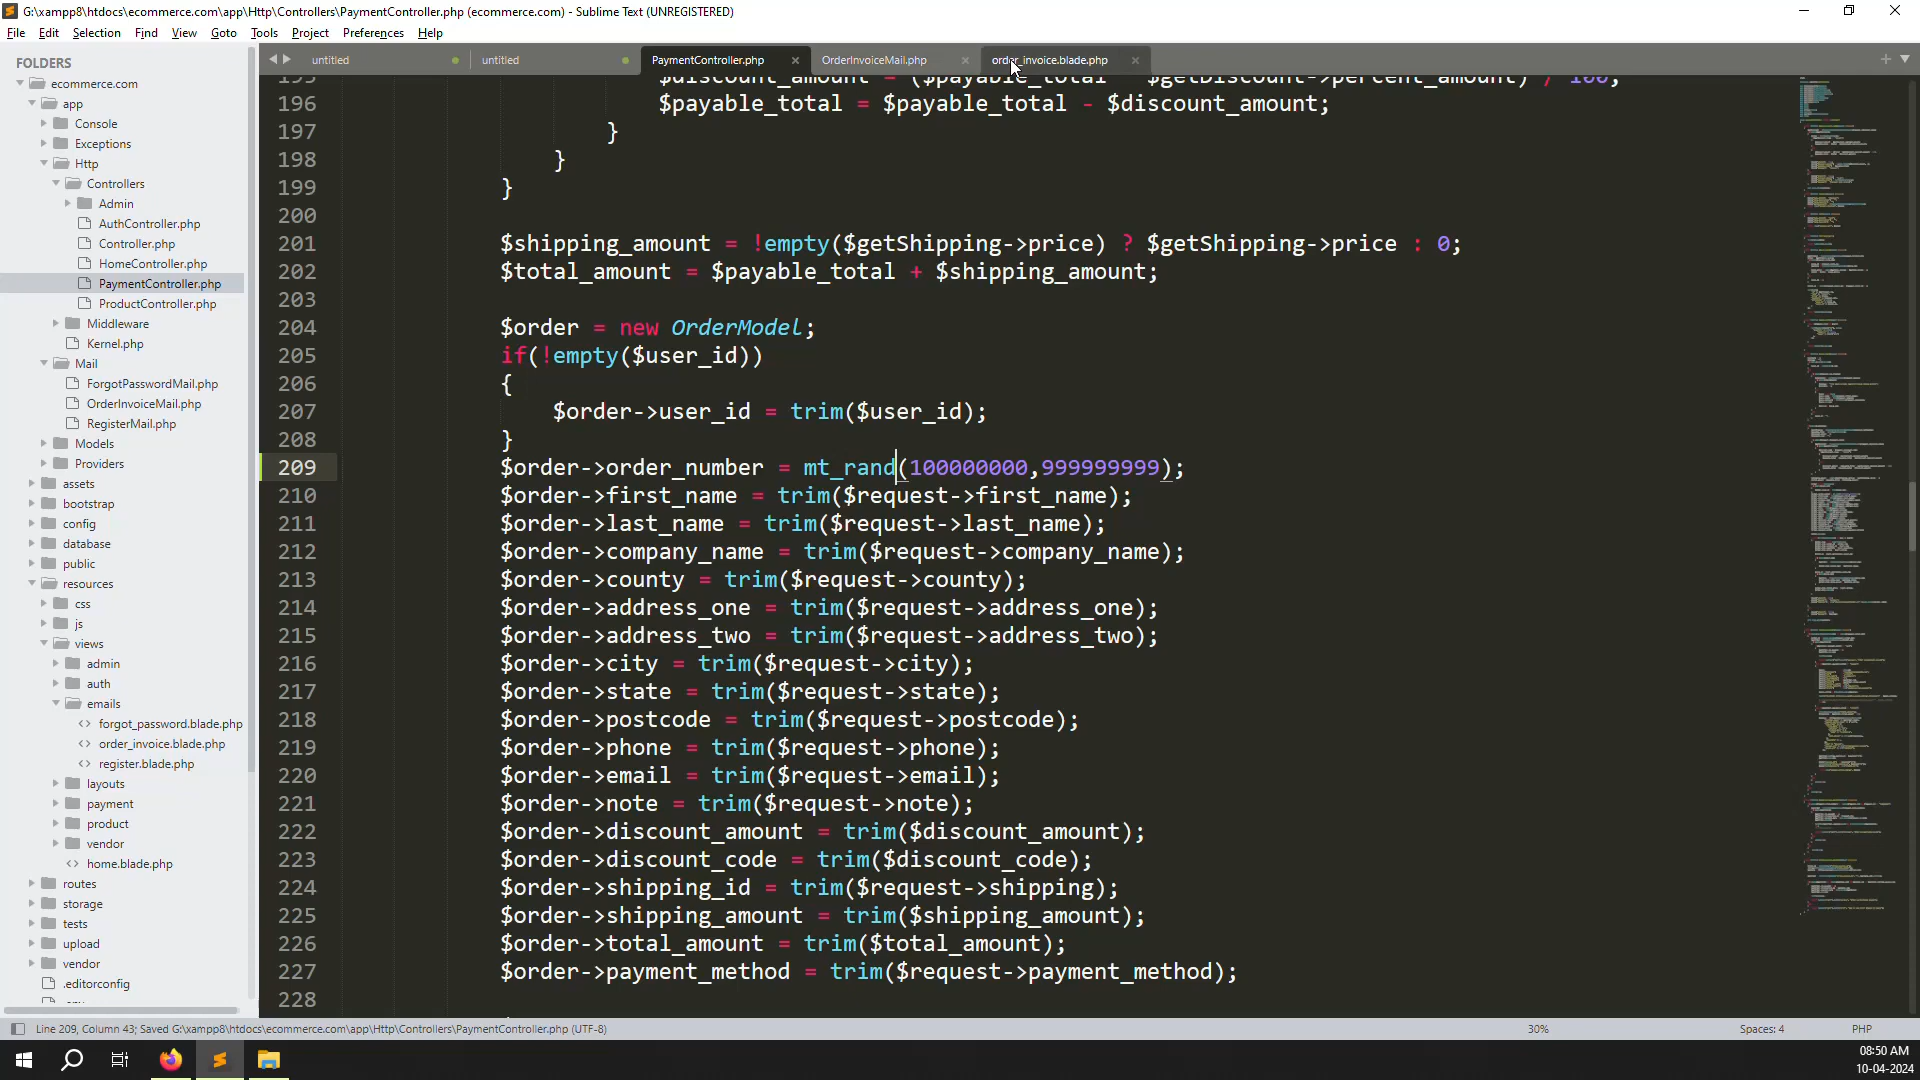 G:\xampp8\htdocs\ecommerce.com\app\Http\Controllers\PaymentController.php (ecommerce.com) - Sublime Text (UNREGISTERED)
File Edit Selection Find View Goto Tools Project Preferences Help
FOLDERS
ecommerce.com
app
Console
Exceptions
Http
Controllers
Admin
AuthController.php
Controller.php
HomeController.php
PaymentController.php
ProductController.php
Middleware
Kernel.php
Mail
ForgotPasswordMail.php
OrderInvoiceMail.php
RegisterMail.php
Models
Providers
assets
bootstrap
config
database
public
resources
css
js
views
admin
auth
emails
forgot_password.blade.php
order_invoice.blade.php
register.blade.php
layouts
payment
product
vendor
home.blade.php
routes
storage
tests
upload
vendor
.editorconfig
untitled untitled PaymentController.php OrderInvoiceMail.php order_invoice.blade.php
195 $discount_amount = ($payable_total * $getDiscount->percent_amount) / 100;
196 $payable_total = $payable_total - $discount_amount;
197 }
198 }
199 }
200
201 $shipping_amount = !empty($getShipping->price) ? $getShipping->price : 0;
202 $total_amount = $payable_total + $shipping_amount;
203
204 $order = new OrderModel;
205 if(!empty($user_id))
206 {
207 $order->user_id = trim($user_id);
208 }
209 $order->order_number = mt_rand(100000000,999999999);
210 $order->first_name = trim($request->first_name);
211 $order->last_name = trim($request->last_name);
212 $order->company_name = trim($request->company_name);
213 $order->county = trim($request->county);
214 $order->address_one = trim($request->address_one);
215 $order->address_two = trim($request->address_two);
216 $order->city = trim($request->city);
217 $order->state = trim($request->state);
218 $order->postcode = trim($request->postcode);
219 $order->phone = trim($request->phone);
220 $order->email = trim($request->email);
221 $order->note = trim($request->note);
222 $order->discount_amount = trim($discount_amount);
223 $order->discount_code = trim($discount_code);
224 $order->shipping_id = trim($request->shipping);
225 $order->shipping_amount = trim($shipping_amount);
226 $order->total_amount = trim($total_amount);
227 $order->payment_method = trim($request->payment_method);
228
Line 209, Column 43; Saved G:\xampp8\htdocs\ecommerce.com\app\Http\Controllers\PaymentController.php (UTF-8) 30% Spaces: 4 PHP
08:50 AM
10-04-2024